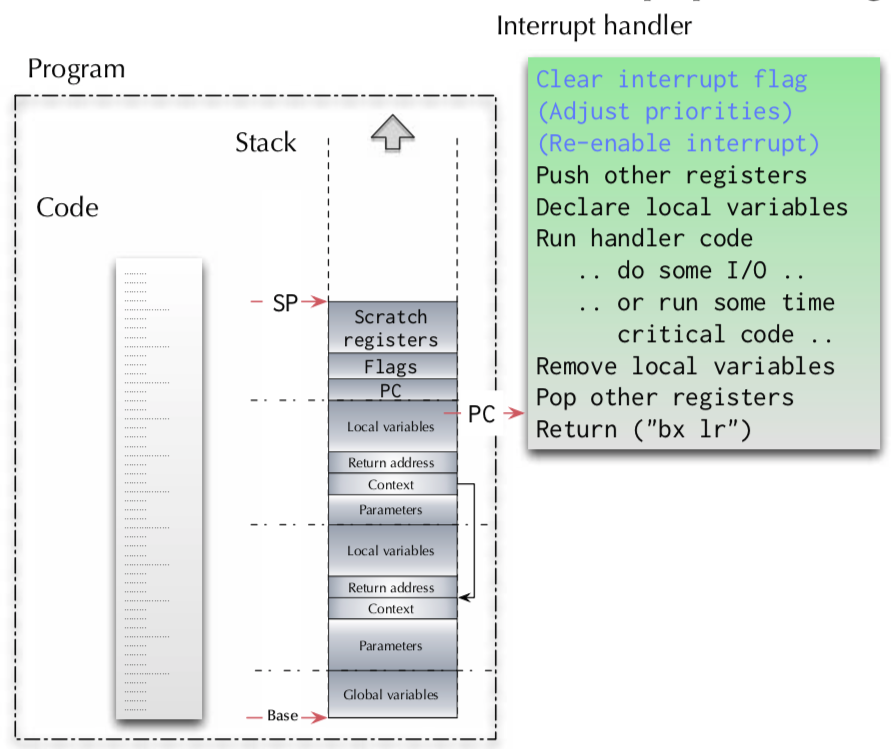 Interrupt handler
Program
Clear interrupt flag
(Adjust priorities)
(Re-enable interrupt)
Push other registers
Declare local variables
Run handler code
.. do some I/O ..
.. or run some time
critical code ..
Remove local variables
Pop other registers
Return ("bx lr")
Stack
Code
SP
Scratch
registers
Flags
PC
PC
Local variables
Return address
Context
Parameters
Local variables
Return address
Context
Parameters
Global variables
Base